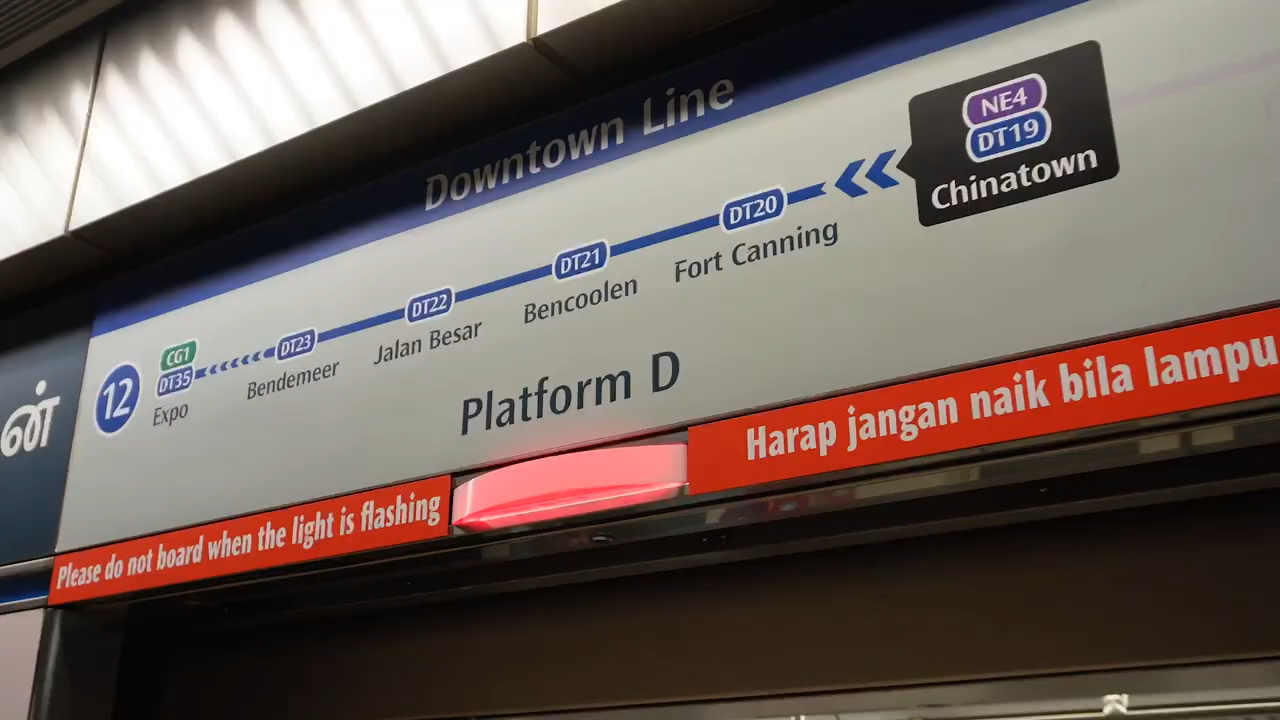 Downtown Line
NE4
DT19
Chinatown
DT20
Fort Canning
DT21
Bencoolen
DT22
Jalan Besar
DT23
Bendemeer
CG1
DT35
Expo
12
Platform D
ன்
Please do not board when the light is flashing
Harap jangan naik bila lampu